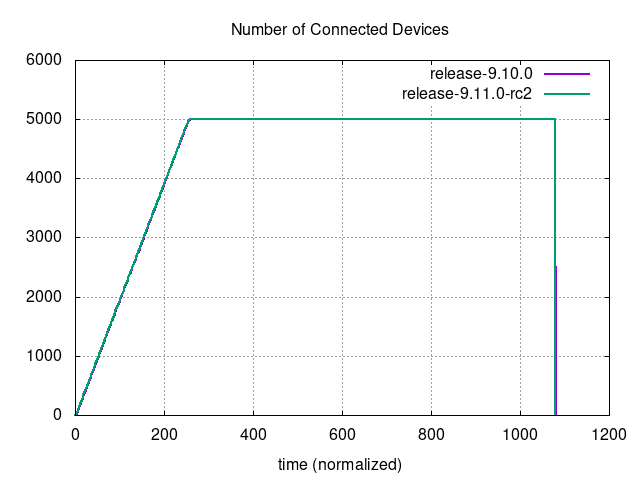 Number of Connected Devices
6000
5000
4000
3000
2000
1000
0
release-9.10.0
release-9.11.0-rc2
0 200 400 600 800 1000 1200
time (normalized)